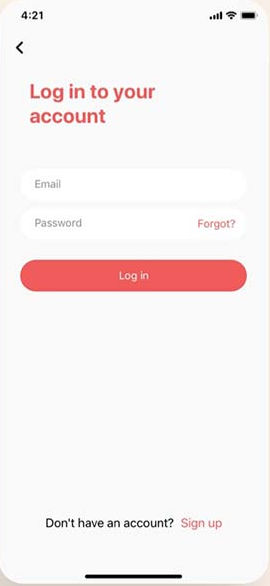 4:21
Log in to your
account
Email
Password Forgot?
Log in
Don't have an account? Sign up